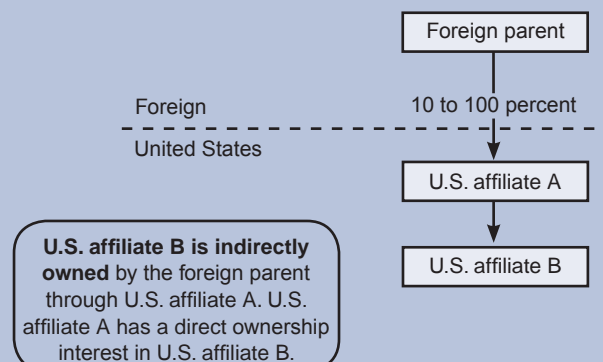 Foreign parent
Foreign
10 to 100 percent
United States
U.S. affiliate A
U.S. affiliate B is indirectly
owned by the foreign parent
through U.S. affiliate A. U.S.
affiliate A has a direct ownership
interest in U.S. affiliate B.
U.S. affiliate B